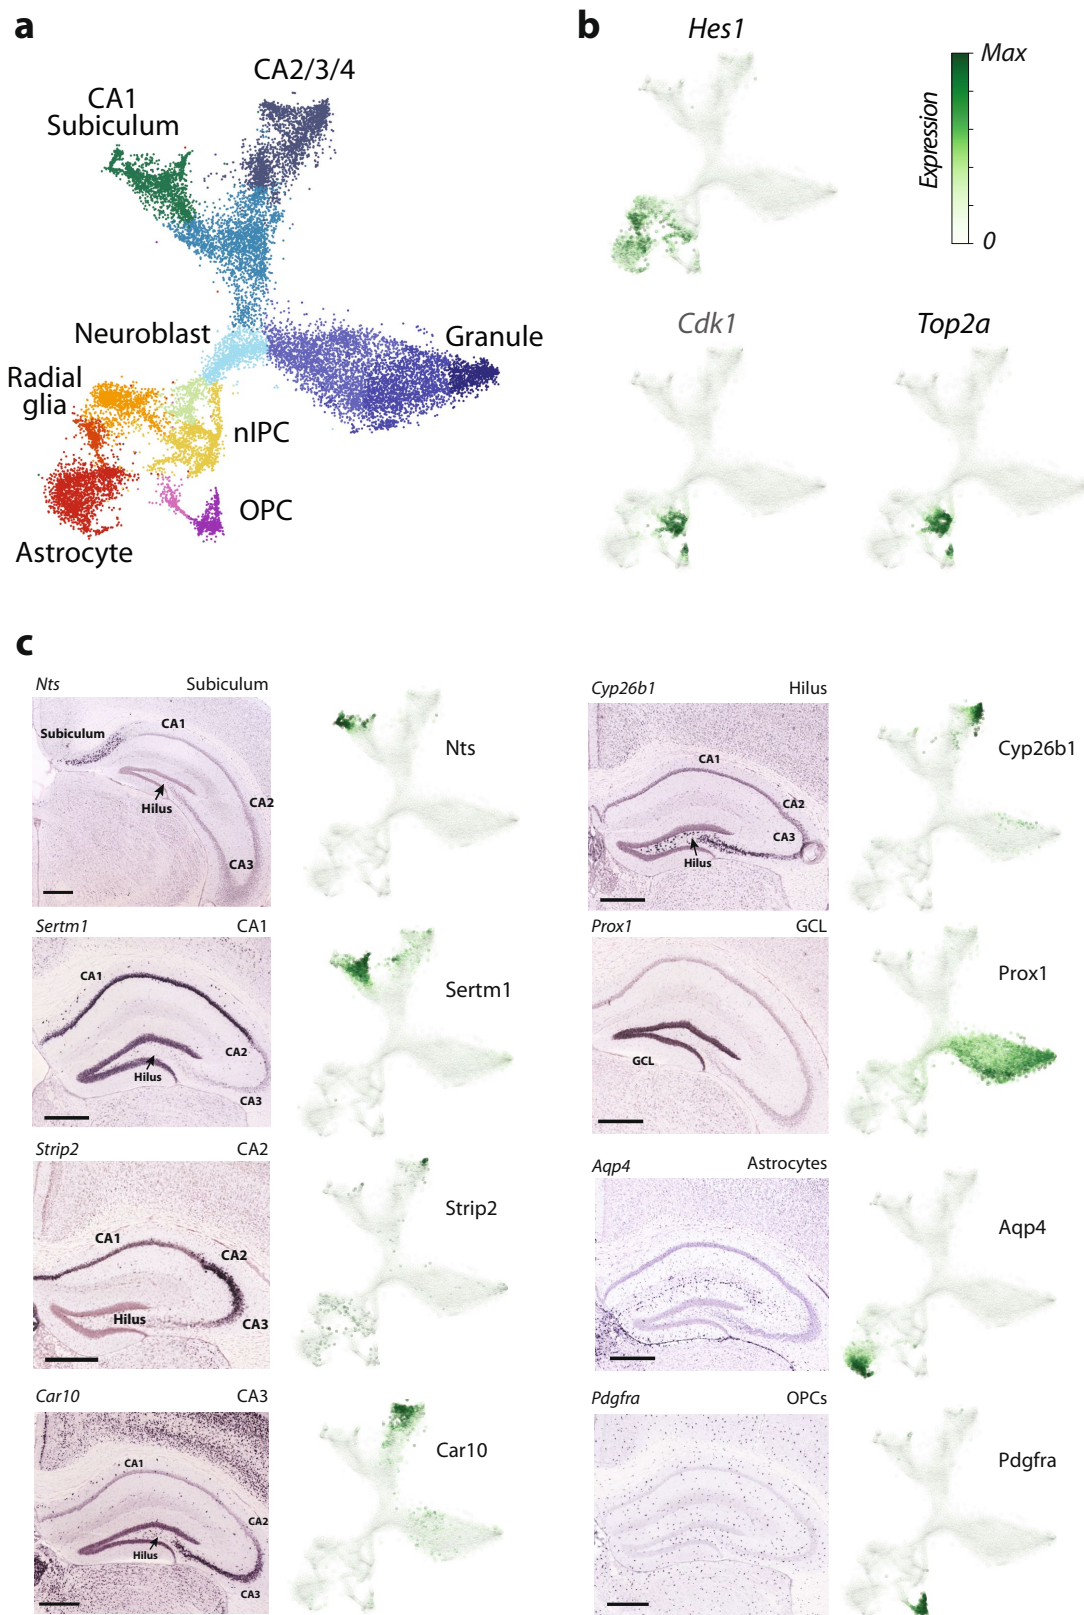 a
CA2/3/4
CA1
Subiculum
Neuroblast
Granule
Radial
glia
nIPC
OPC
Astrocyte
b
Hes1
Max
Expression
0
Cdk1
Top2a
c
Nts
Subiculum
Subiculum
CA1
Hilus
CA2
CA3
Nts
Cyp26b1
Hilus
CA1
CA2
CA3
Hilus
Cyp26b1
Sertm1
CA1
CA1
CA2
Hilus
CA3
Sertm1
Prox1
GCL
GCL
Prox1
Strip2
CA2
CA1
CA2
Hilus
CA3
Strip2
Aqp4
Astrocytes
Aqp4
Car10
CA3
CA1
CA2
Hilus
CA3
Car10
Pdgfra
OPCs
Pdgfra